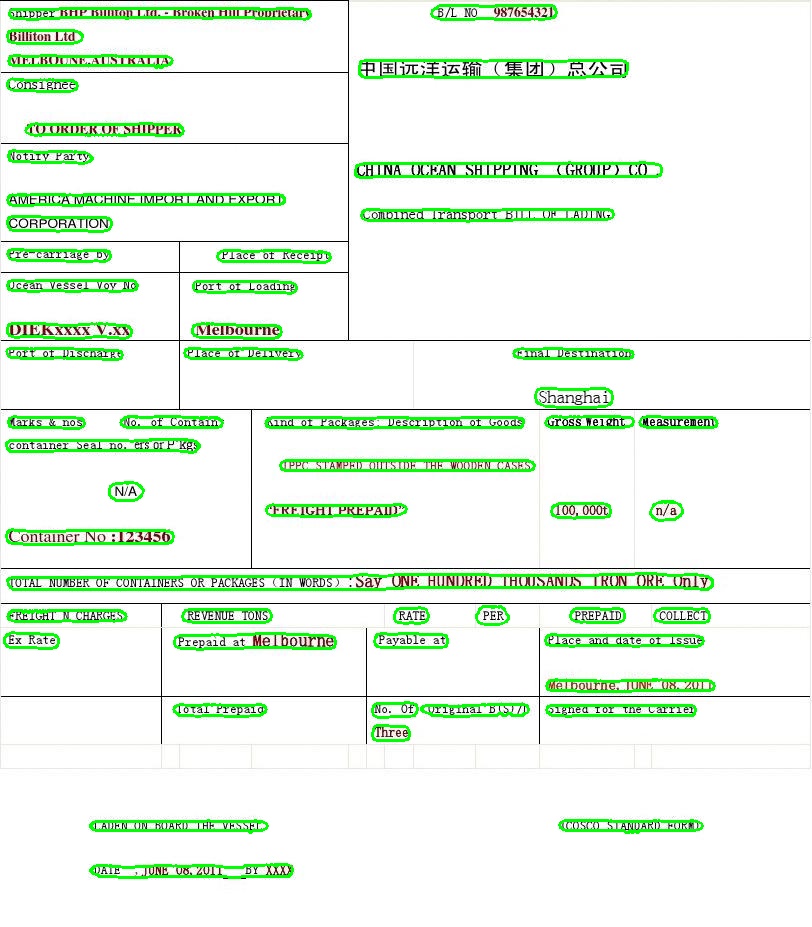 Shipper BHP Billiton Ltd. - Broken Hill Proprietary
Billiton Ltd
MELBOUNE.AUSTRALIA
B/L NO 987654321
中国远洋运输（集团）总公司
Consignee
TO ORDER OF SHIPPER
Notify Party
CHINA OCEAN SHIPPING （GROUP）CO .
AMERICA MACHINE IMPORT AND EXPORT
CORPORATION
Combined Transport BILL OF LADING
Pre-carriage by
Place of Receipt
Ocean Vessel Voy No
Port of Loading
DIEKxxxx V.xx
Melbourne
Port of Discharge
Place of Delivery
Final Destination
Shanghai
Marks & nos No. of Contain
container Seal no. ers or P kgs
Kind of Packages: Description of Goods
Gross Weight
Measurement
IPPC STAMPED OUTSIDE THE WOODEN CASES
N/A
"FREIGHT PREPAID"
100,000t
n/a
Container No :123456
TOTAL NUMBER OF CONTAINERS OR PACKAGES（IN WORDS）:Say ONE HUNDRED THOUSANDS IRON ORE Only
FREIGHT N CHARGES
REVENUE TONS
RATE
PER
PREPAID
COLLECT
Ex Rate
Prepaid at Melbourne
Payable at
Place and date of Issue
Melbourne, JUNE 08, 2011
Total Prepaid
No. Of Original B(S)/l
Three
Signed for the Carrier
LADEN ON BOARD THE VESSEL
(COSCO STANDARD FORM)
DATE , JUNE 08, 2011__ BY XXXX